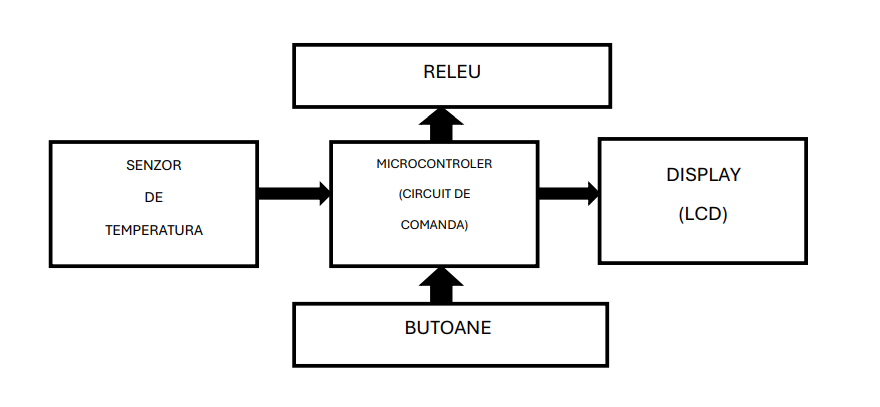 RELEU
SENZOR
DE
TEMPERATURA
MICROCONTROLER
(CIRCUIT DE
COMANDA)
DISPLAY
(LCD)
BUTOANE